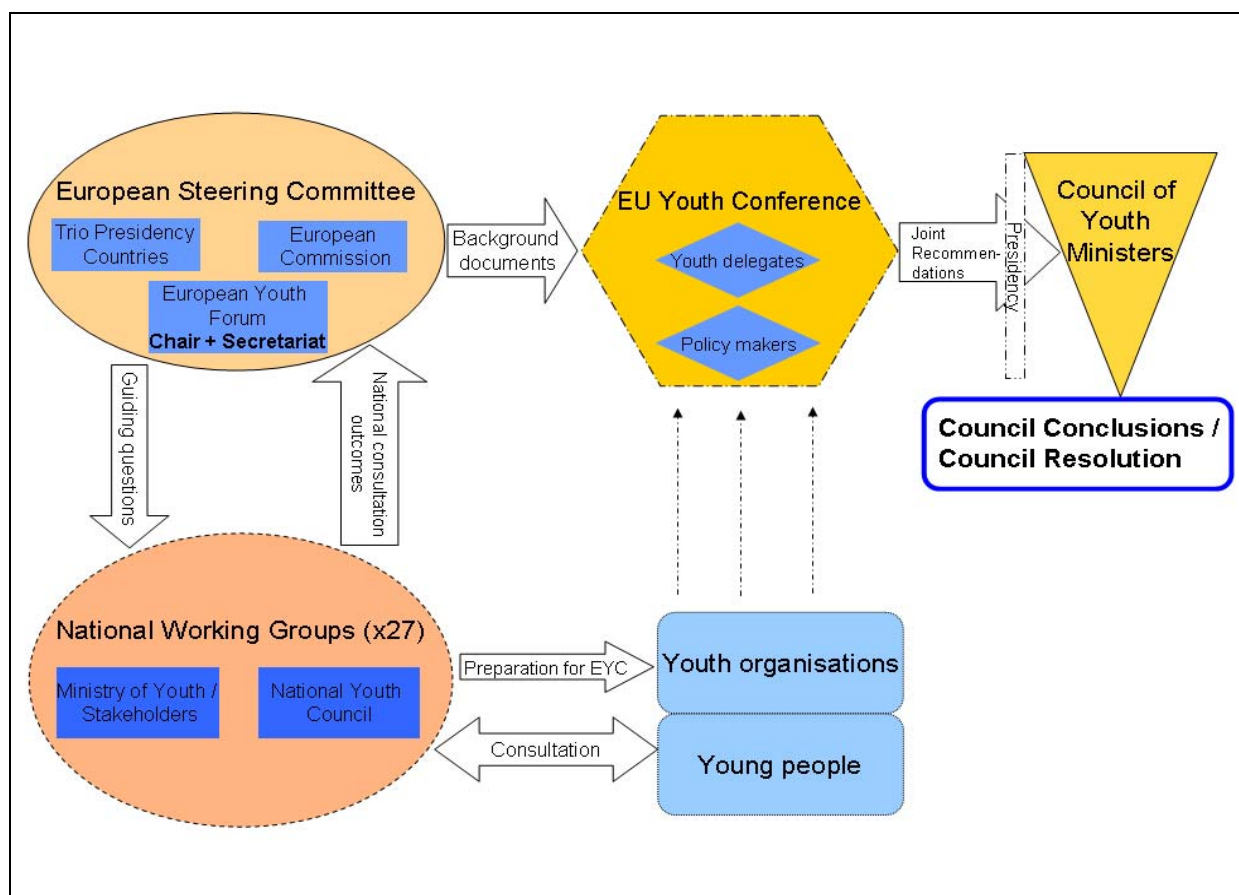 European Steering Committee
Trio Presidency
Countries
European
Commission
European Youth
Forum
Chair + Secretariat
Background
documents
EU Youth Conference
Youth delegates
Policy makers
Joint
Recommen-
dations
Presidency
Council of
Youth
Ministers
Council Conclusions /
Council Resolution
Guiding questions
National consultation
outcomes
National Working Groups (x27)
Ministry of Youth /
Stakeholders
National Youth
Council
Preparation for EYC
Consultation
Youth organisations
Young people